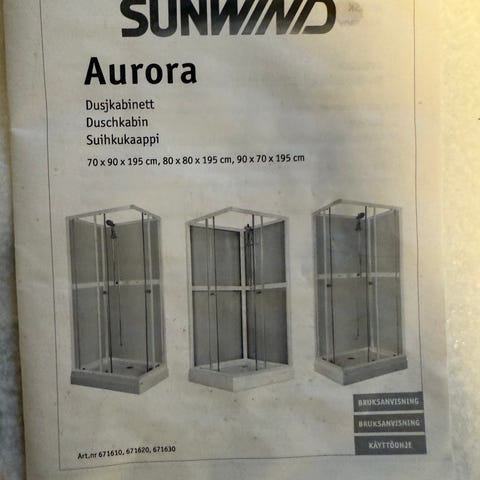 SUNWIND
Aurora
Dusjkabinett
Duschkabin
Suihkukaappi
70 x 90 x 195 cm, 80 x 80 x 195 cm, 90 x 70 x 195 cm
BRUKSANVISNING
BRUKSANVISNING
KÄYTTÖOHJE
Art.nr 671610, 671620, 671630